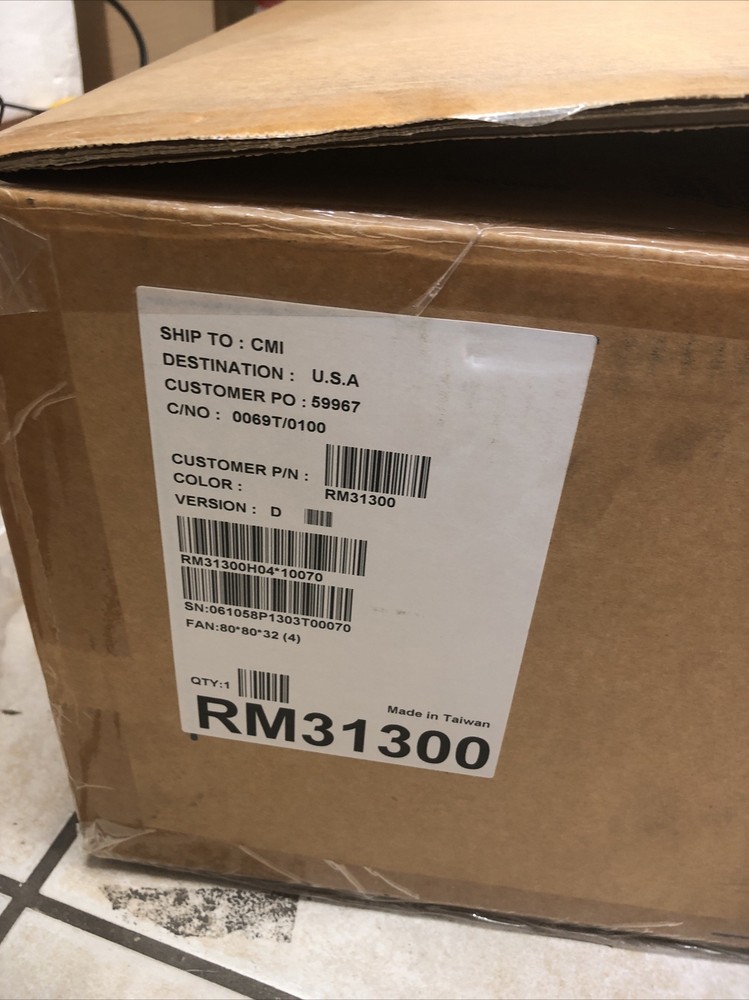 SHIP TO : CMI
DESTINATION : U.S.A
CUSTOMER PO : 59967
C/NO : 0069T/0100
CUSTOMER P/N :
RM31300
COLOR :
VERSION : D
RM31300H04*10070
SN:061058P1303T00070
FAN:80*80*32 (4)
QTY:1
Made in Taiwan
RM31300